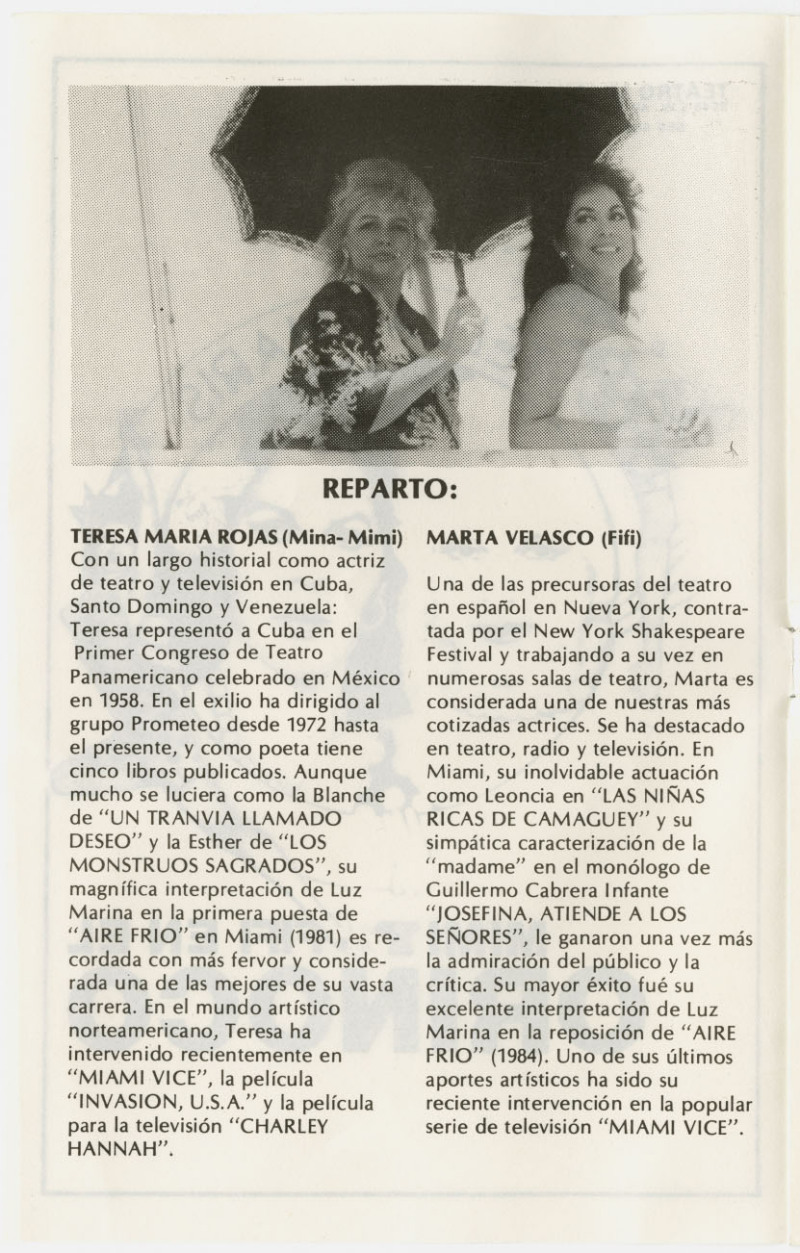 REPARTO:
TERESA MARIA ROJAS (Mina- Mimi)
Con un largo historial como actriz
de teatro y televisión en Cuba,
Santo Domingo y Venezuela:
Teresa representó a Cuba en el
Primer Congreso de Teatro
Panamericano celebrado en México
en 1958. En el exilio ha dirigido al
grupo Prometeo desde 1972 hasta
el presente, y como poeta tiene
cinco libros publicados. Aunque
mucho se luciera como la Blanche
de “UN TRANVIA LLAMADO
DESEO” y la Esther de “LOS
MONSTRUOS SAGRADOS”, su
magnífica interpretación de Luz
Marina en la primera puesta de
“AIRE FRIO” en Miami (1981) es re-
cordada con más fervor y conside-
rada una de las mejores de su vasta
carrera. En el mundo artístico
norteamericano, Teresa ha
intervenido recientemente en
“MIAMI VICE”, la película
“INVASION, U.S.A.” y la película
para la televisión “CHARLEY
HANNAH”.
MARTA VELASCO (Fifi)
Una de las precursoras del teatro
en español en Nueva York, contra-
tada por el New York Shakespeare
Festival y trabajando a su vez en
numerosas salas de teatro, Marta es
considerada una de nuestras más
cotizadas actrices. Se ha destacado
en teatro, radio y televisión. En
Miami, su inolvidable actuación
como Leoncia en “LAS NIÑAS
RICAS DE CAMAGUEY” y su
simpática caracterización de la
“madame” en el monólogo de
Guillermo Cabrera Infante
“JOSEFINA, ATIENDE A LOS
SEÑORES”, le ganaron una vez más
la admiración del público y la
crítica. Su mayor éxito fué su
excelente interpretación de Luz
Marina en la reposición de “AIRE
FRIO” (1984). Uno de sus últimos
aportes artísticos ha sido su
reciente intervención en la popular
serie de televisión “MIAMI VICE”.